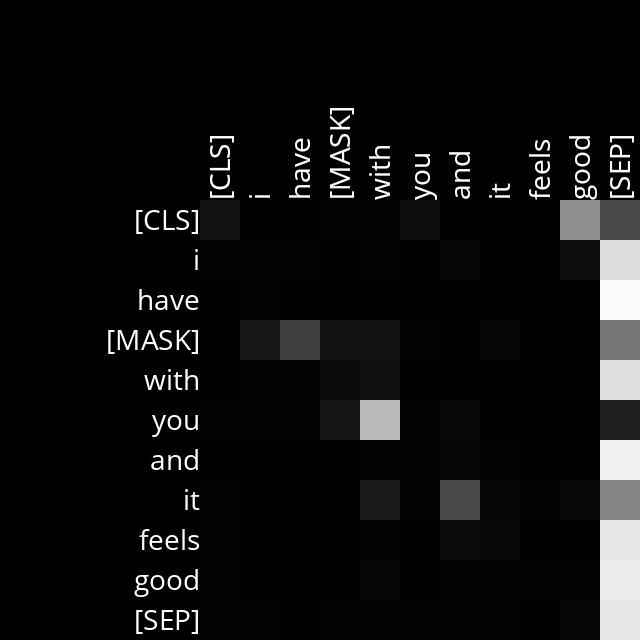 [CLS] i have [MASK] with you and it feels good [SEP]
[CLS]
i
have
[MASK]
with
you
and
it
feels
good
[SEP]